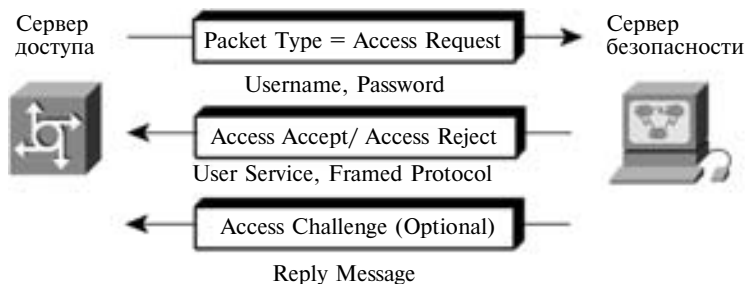 Сервер
доступа
Packet Type = Access Request
Сервер
безопасности
Username, Password
Access Accept/ Access Reject
User Service, Framed Protocol
Access Challenge (Optional)
Reply Message